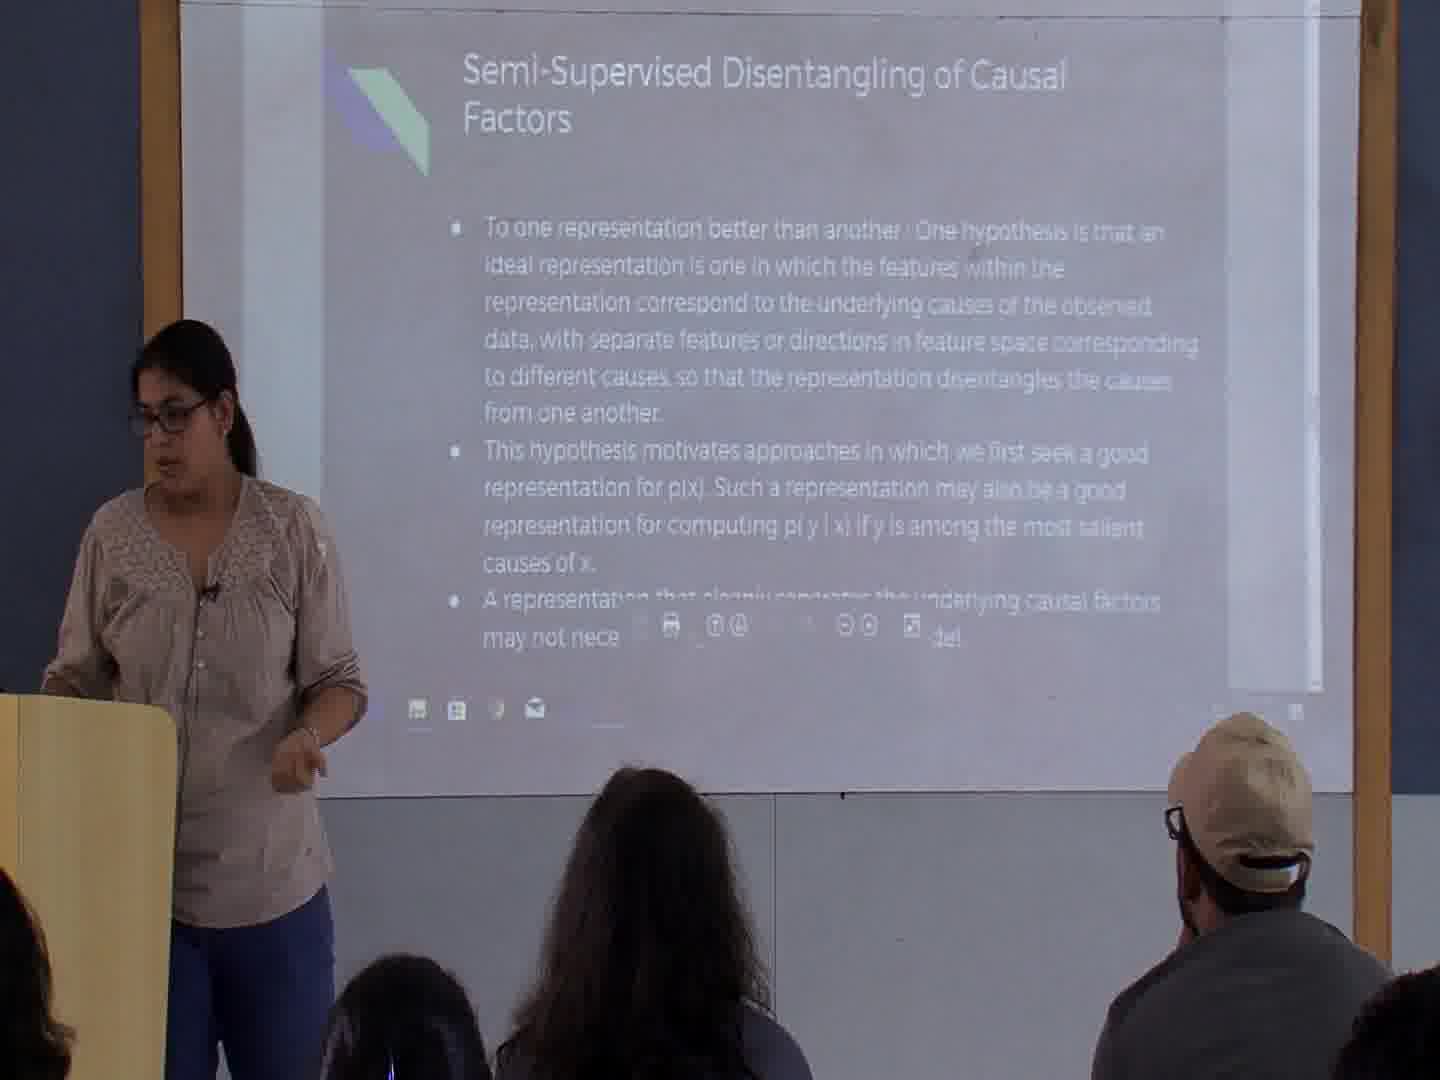 Semi-Supervised Disentangling of Causal
Factors
To one representation better than another. One hypothesis is that an
ideal representation is one in which the features within the
representation correspond to the underlying causes of the observed
data, with separate features or directions in feature space corresponding
to different causes, so that the representation disentangles the causes
from one another.
This hypothesis motivates approaches in which we first seek a good
representation for p(x). Such a representation may also be a good
representation for computing p( y | x) if y is among the most salient
causes of x.
A representation that cleanly separates the underlying causal factors
may not nece del.